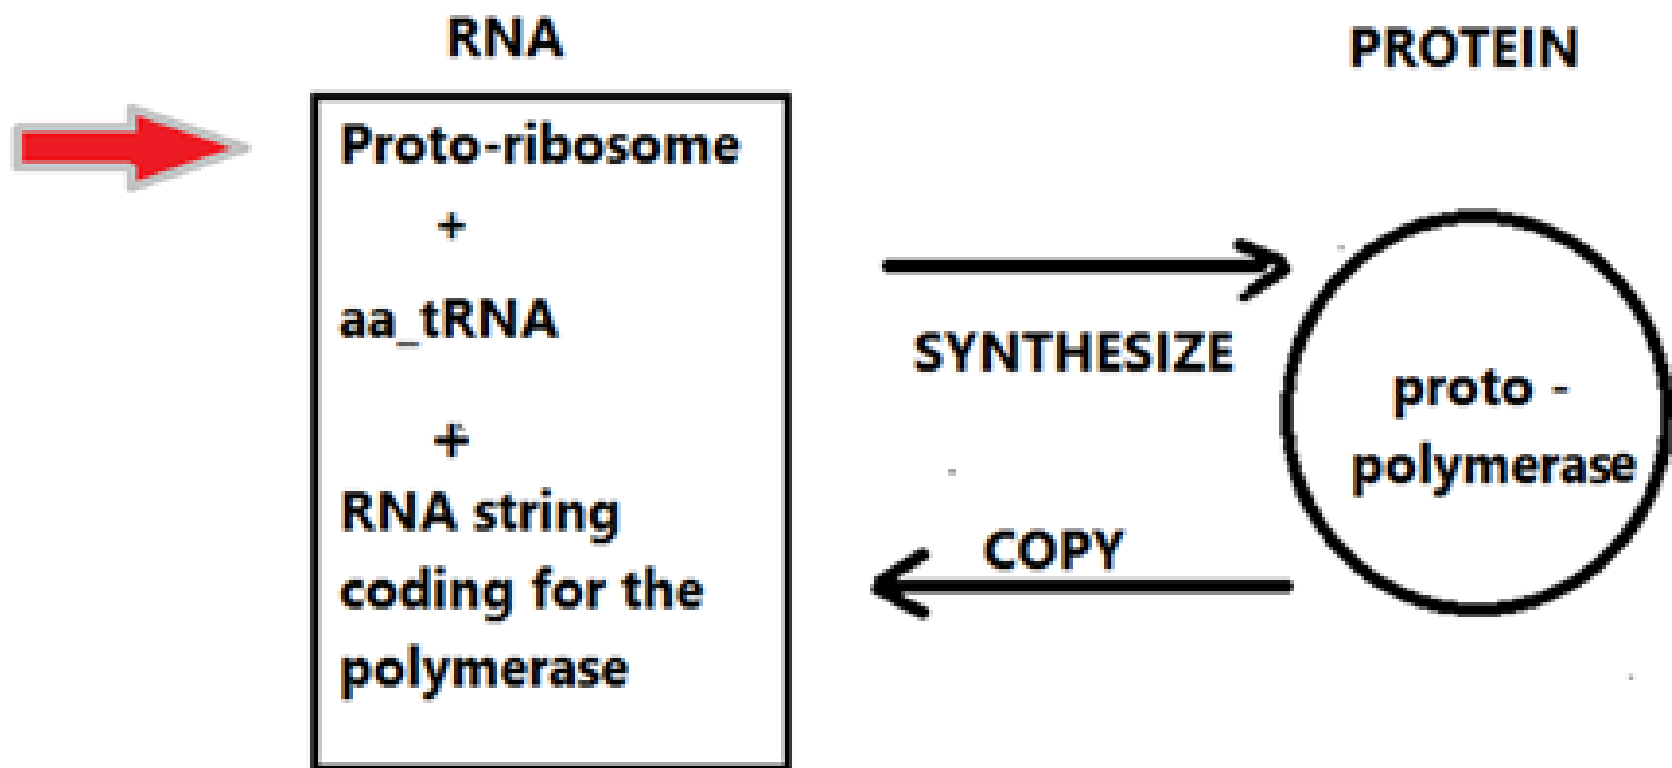 RNA
PROTEIN
Proto-ribosome
+
aa_tRNA
+
RNA string
coding for the
polymerase
SYNTHESIZE
COPY
proto -
polymerase